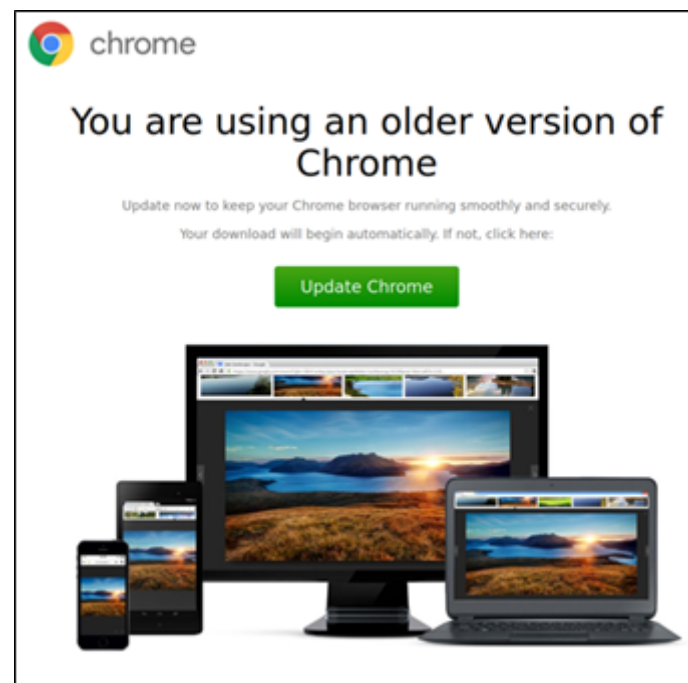 chrome
You are using an older version of
Chrome
Update now to keep your Chrome browser running smoothly and securely.
Your download will begin automatically. If not, click here:
Update Chrome